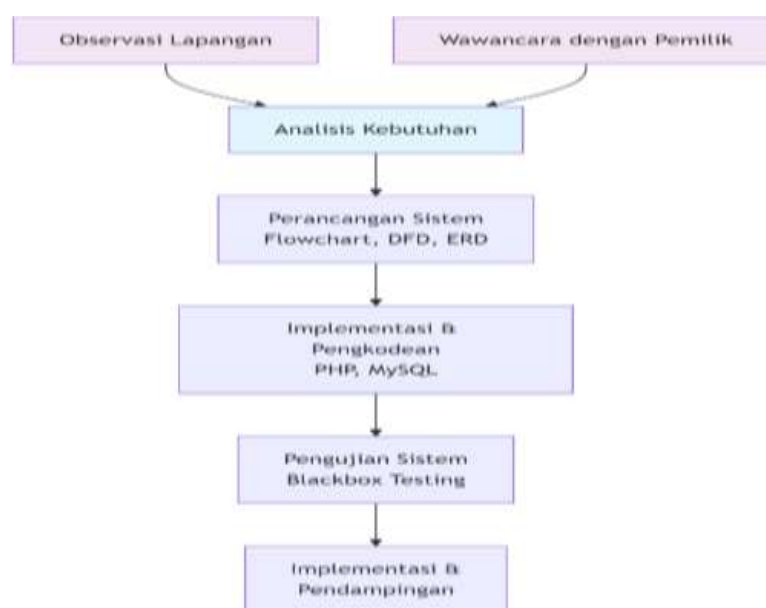 Observasi Lapangan
Wawancara dengan Pemilik
Analisis Kebutuhan
Perancangan Sistem
Flowchart, DFD, ERD
Implementasi &
Pengkodean
PHP, MySQL
Pengujian Sistem
Blackbox Testing
Implementasi &
Pendampingan